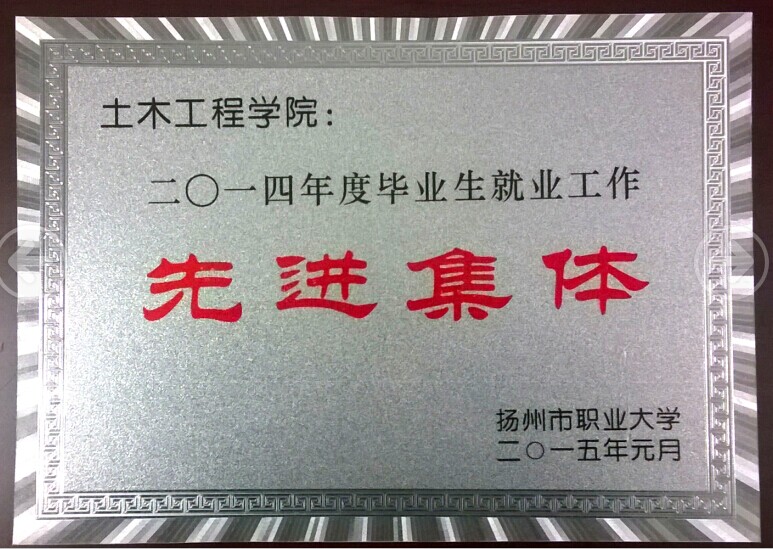 土木工程学院：
二〇一四年度毕业生就业工作
先进集体
扬州市职业大学
二〇一五年元月